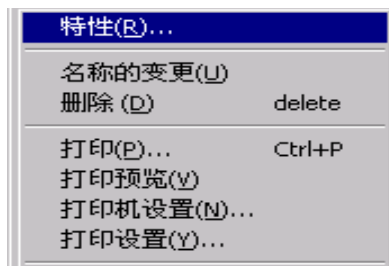 特性(R)...
名称的变更(U)
删除 (D) delete
打印(P)... Ctrl+P
打印预览(V)
打印机设置(N)...
打印设置(Y)...